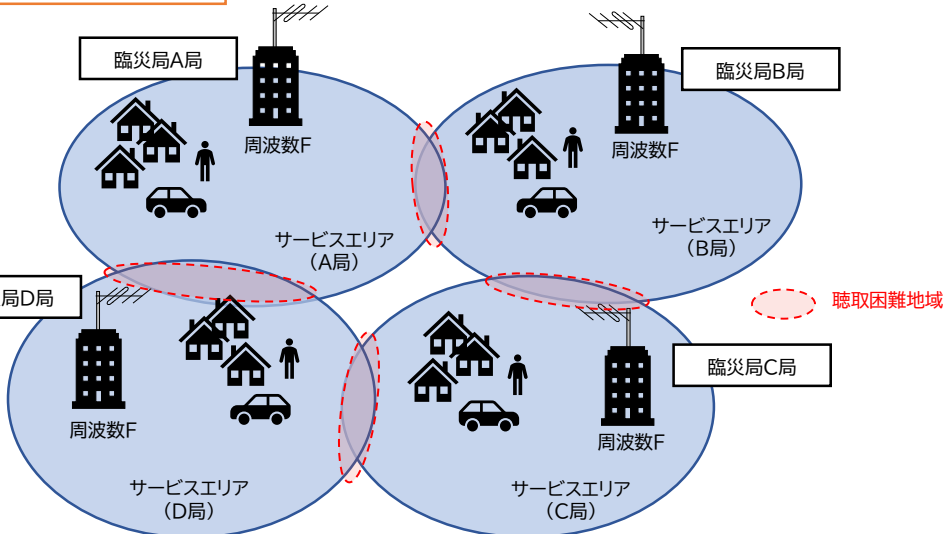 臨災局A局
周波数F
サービスエリア
（A局）
臨災局B局
周波数F
サービスエリア
（B局）
局D局
周波数F
サービスエリア
（D局）
臨災局C局
周波数F
サービスエリア
（C局）
聴取困難地域